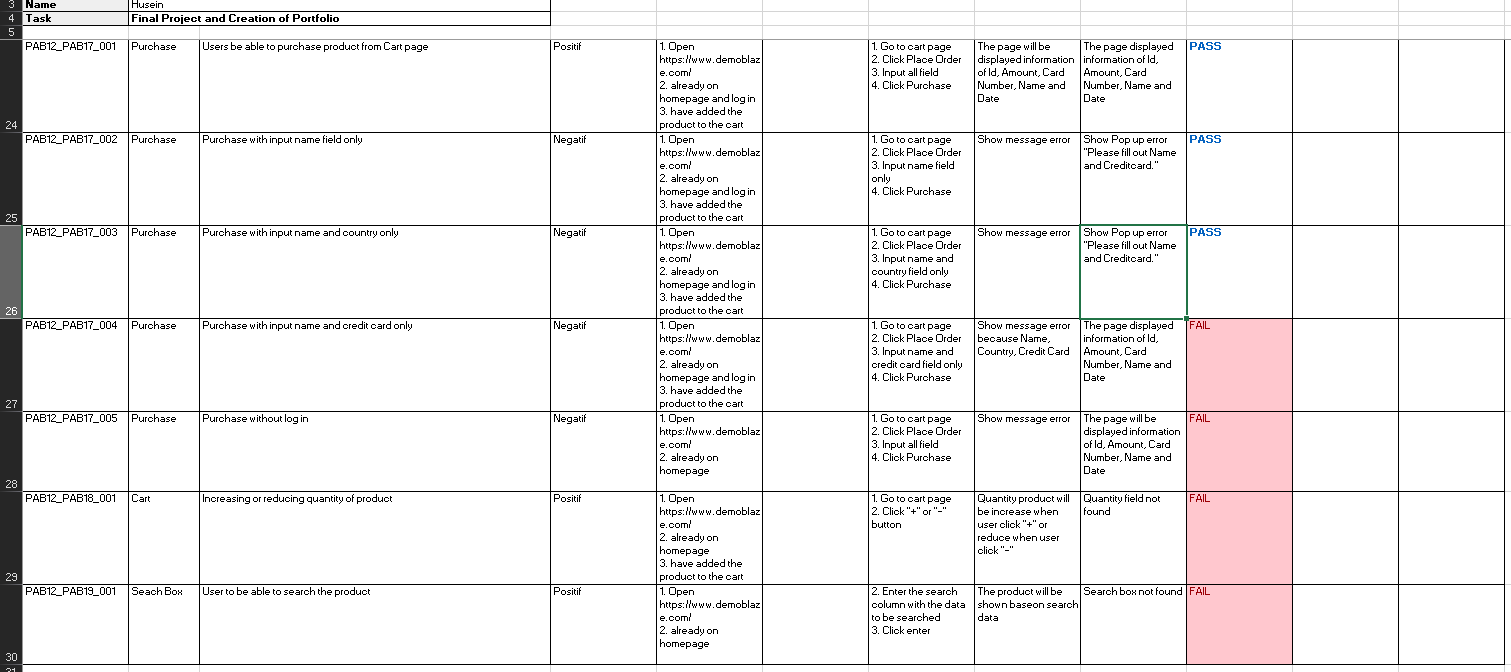 3 Name Husein
4 Task Final Project and Creation of Portfolio
5
PAB12_PAB17_001 Purchase Users be able to purchase product from Cart page Positif
1. Open
https://www.demoblaz
e.com/
2. already on
homepage and log in
3. have added the
product to the cart
1. Go to cart page
2. Click Place Order
3. Input all field
4. Click Purchase
The page will be
displayed information
of Id, Amount, Card
Number, Name and
Date
The page displayed
information of Id,
Amount, Card
Number, Name and
Date
PASS
24
PAB12_PAB17_002 Purchase Purchase with input name field only Negatif
1. Open
https://www.demoblaz
e.com/
2. already on
homepage and log in
3. have added the
product to the cart
1. Go to cart page
2. Click Place Order
3. Input name field
only
4. Click Purchase
Show message error
Show Pop up error
"Please fill out Name
and Creditcard."
PASS
25
PAB12_PAB17_003 Purchase Purchase with input name and country only Negatif
1. Open
https://www.demoblaz
e.com/
2. already on
homepage and log in
3. have added the
product to the cart
1. Go to cart page
2. Click Place Order
3. Input name and
country field only
4. Click Purchase
Show message error
Show Pop up error
"Please fill out Name
and Creditcard."
PASS
26
PAB12_PAB17_004 Purchase Purchase with input name and credit card only Negatif
1. Open
https://www.demoblaz
e.com/
2. already on
homepage and log in
3. have added the
product to the cart
1. Go to cart page
2. Click Place Order
3. Input name and
credit card field only
4. Click Purchase
Show message error
because Name,
Country, Credit Card
The page displayed
information of Id,
Amount, Card
Number, Name and
Date
FAIL
27
PAB12_PAB17_005 Purchase Purchase without log in Negatif
1. Open
https://www.demoblaz
e.com/
2. already on
homepage
1. Go to cart page
2. Click Place Order
3. Input all field
4. Click Purchase
Show message error
The page will be
displayed information
of Id, Amount, Card
Number, Name and
Date
FAIL
28
PAB12_PAB18_001 Cart Increasing or reducing quantity of product Positif
1. Open
https://www.demoblaz
e.com/
2. already on
homepage
3. have added the
product to the cart
1. Go to cart page
2. Click "+" or "-"
button
Quantity product will
be increase when
user click "+" or
reduce when user
click "-"
Quantity field not
found
FAIL
29
PAB12_PAB19_001 Seach Box User to be able to search the product Positif
1. Open
https://www.demoblaz
e.com/
2. already on
homepage
2. Enter the search
column with the data
to be searched
3. Click enter
The product will be
shown baseon search
data
Search box not found
FAIL
30